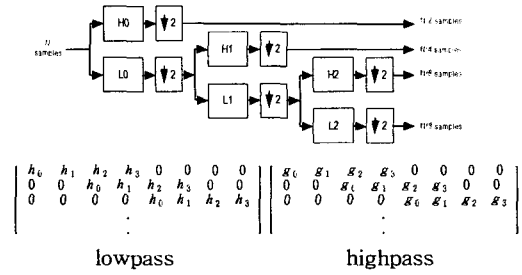 H0 ↓2 N/2 samples
N samples
H1 ↓2 N/4 samples
L0 ↓2
H2 ↓2 N/8 samples
L1 ↓2
L2 ↓2 N/8 samples
h0 h1 h2 h3 0 0 0 0
0 0 h0 h1 h2 h3 0 0
0 0 0 0 h0 h1 h2 h3
.
.
g0 g1 g2 g3 0 0 0 0
0 0 g0 g1 g2 g3 0 0
0 0 0 0 g0 g1 g2 g3
.
.
lowpass highpass